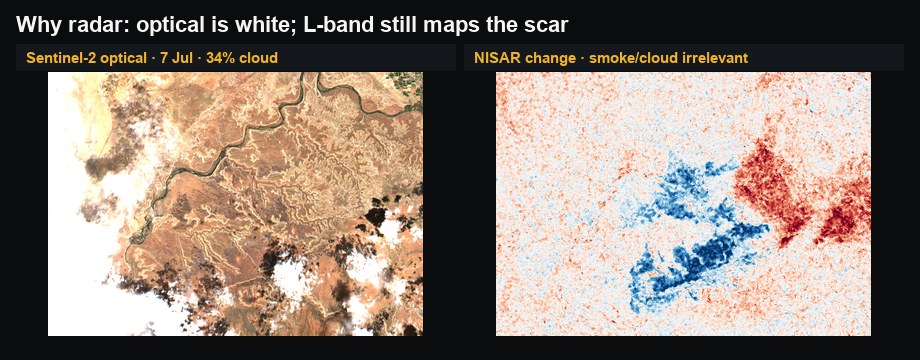 Why radar: optical is white; L-band still maps the scar
Sentinel-2 optical · 7 Jul · 34% cloud
NISAR change · smoke/cloud irrelevant